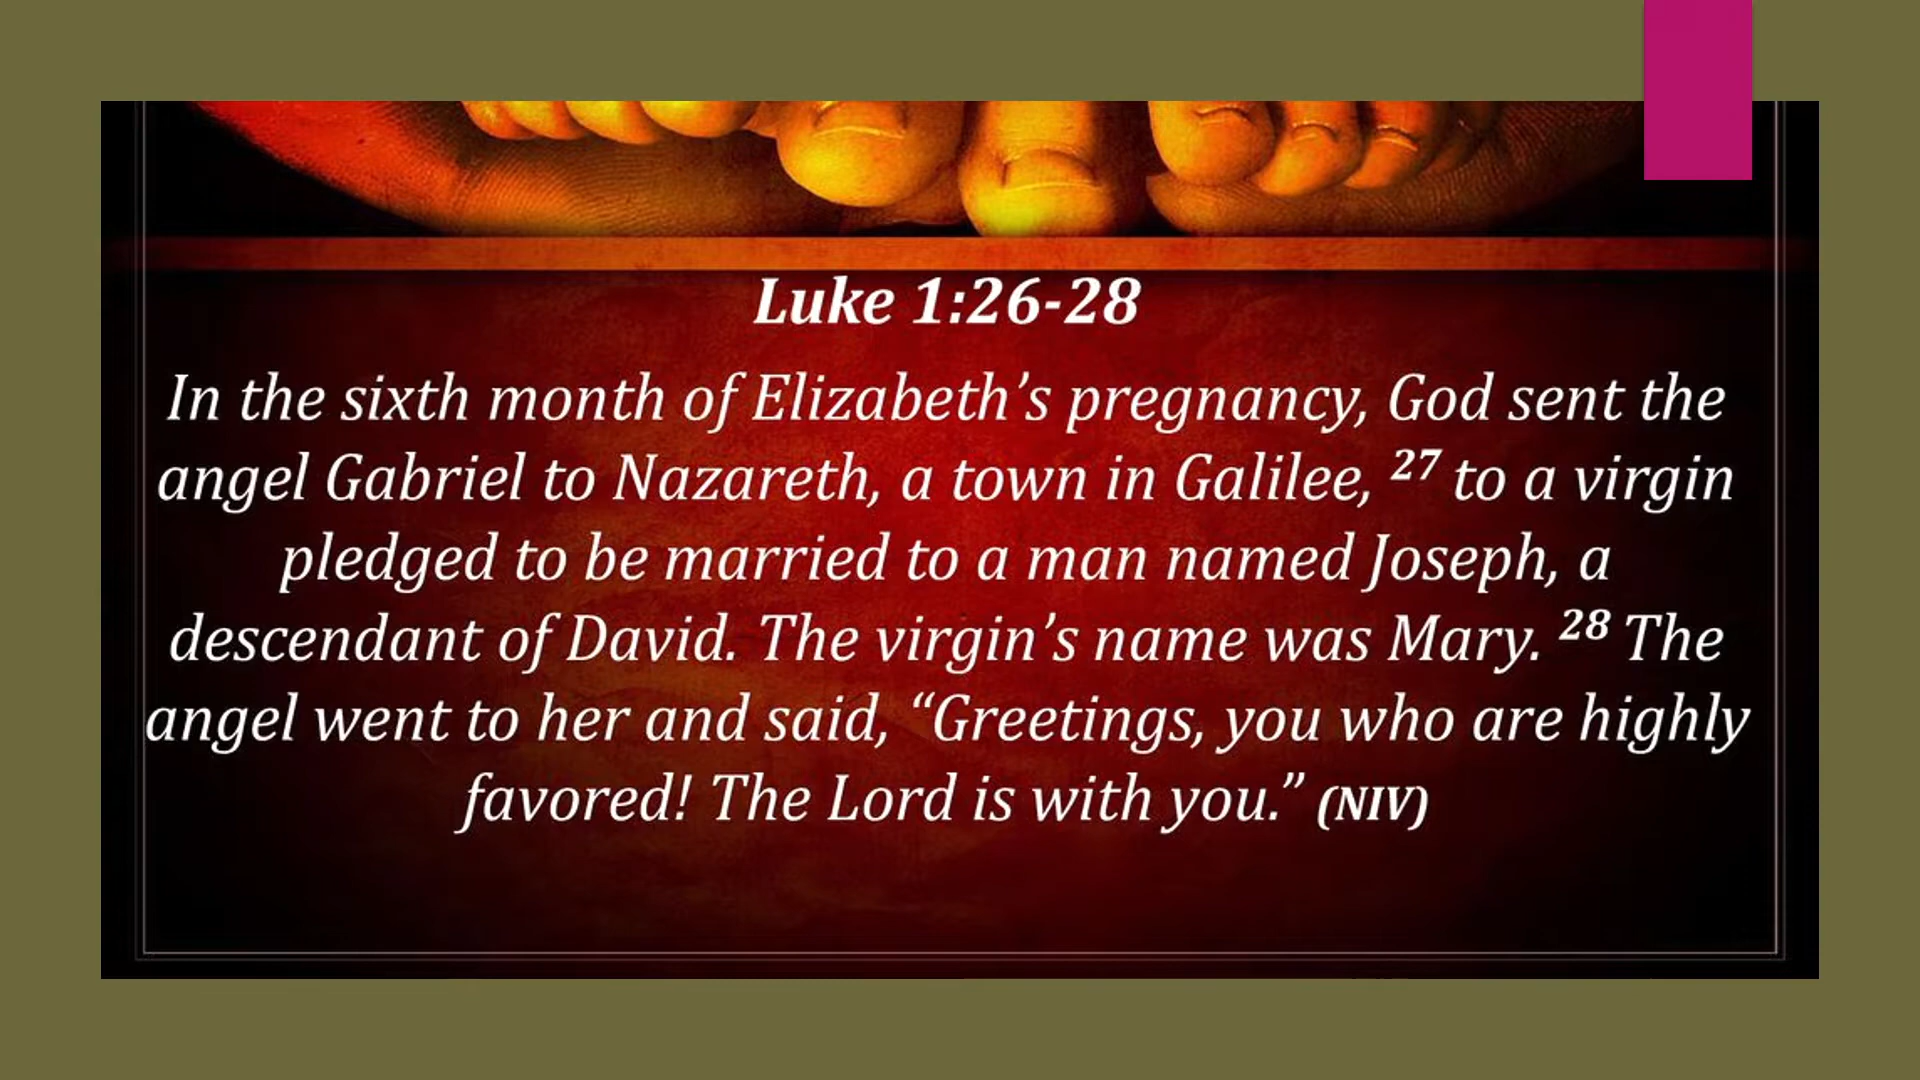 Luke 1:26-28
In the sixth month of Elizabeth’s pregnancy, God sent the
angel Gabriel to Nazareth, a town in Galilee, 27 to a virgin
pledged to be married to a man named Joseph, a
descendant of David. The virgin’s name was Mary. 28 The
angel went to her and said, “Greetings, you who are highly
favored! The Lord is with you.” (NIV)